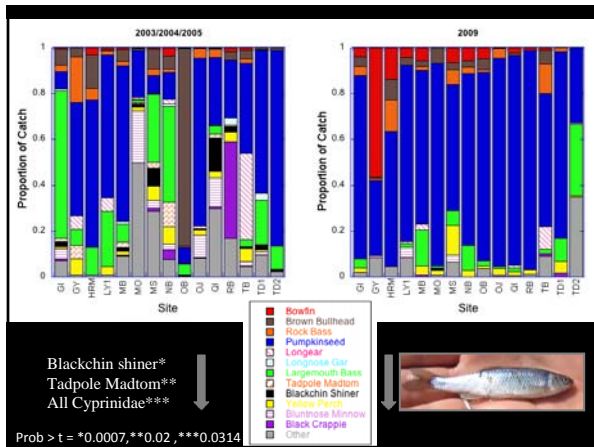 2003/2004/2005
2009
Proportion of Catch
1
0.8
0.6
0.4
0.2
0
GI GY HRM LY1 MB MO MS NB OB OJ QI RB TB TD1 TD2
Site
Proportion of Catch
1
0.8
0.6
0.4
0.2
0
GI GY HRM LY1 MB MO MS NB OB OJ QI RB TB TD1 TD2
Site
Bowfin
Brown Bullhead
Rock Bass
Pumpkinseed
Longear
Longnose Gar
Largemouth Bass
Tadpole Madtom
Blackchin Shiner
Yellow Perch
Bluntnose Minnow
Black Crappie
Other
Blackchin shiner*
Tadpole Madtom**
All Cyprinidae***
Prob > t = *0.0007,**0.02 ,***0.0314